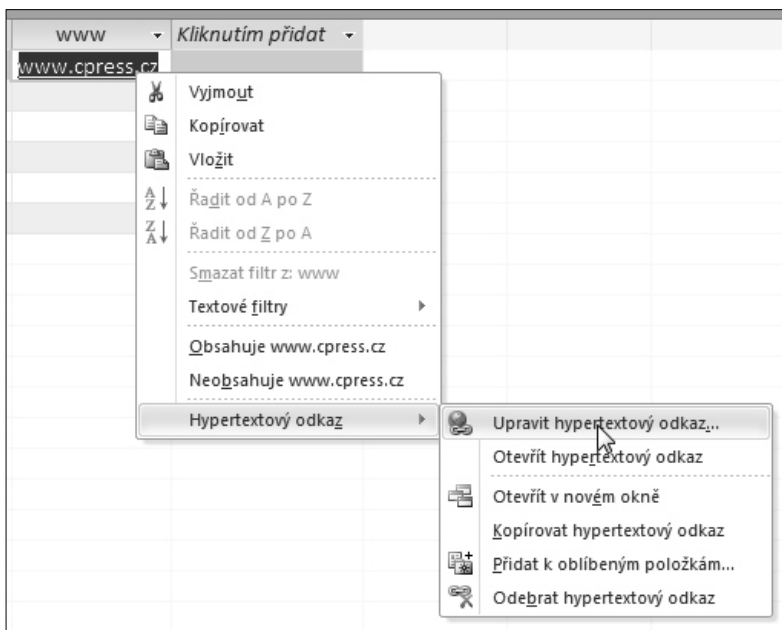 www Kliknutím přidat
www.cpress.cz
Vyjmout
Kopírovat
Vložit
Řadit od A po Z
Řadit od Z po A
Smazat filtr z: www
Textové filtry
Obsahuje www.cpress.cz
Neobsahuje www.cpress.cz
Hypertextový odkaz
Upravit hypertextový odkaz...
Otevřít hypertextový odkaz
Otevřít v novém okně
Kopírovat hypertextový odkaz
Přidat k oblíbeným položkám...
Odebrat hypertextový odkaz